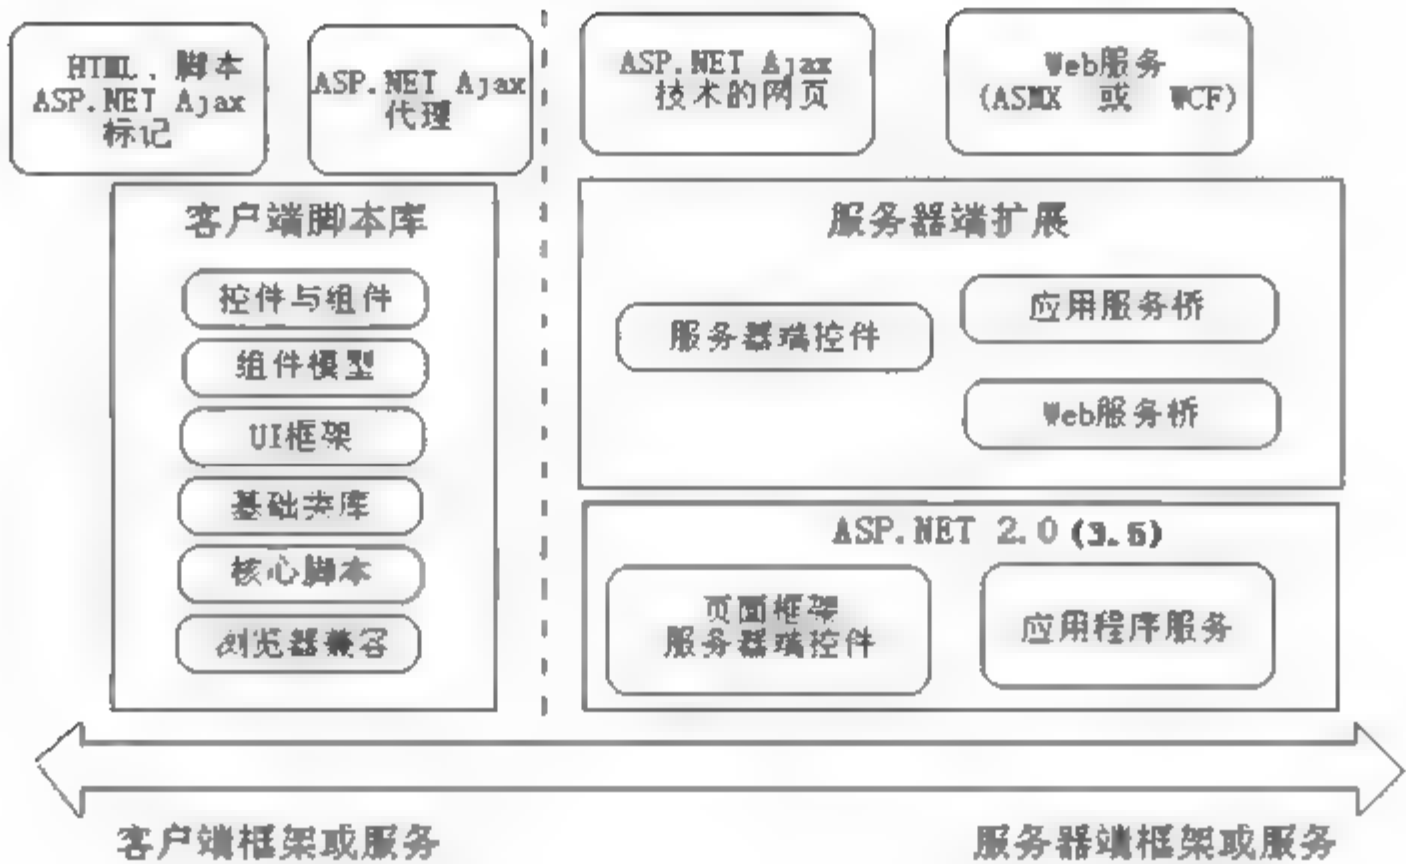 HTML、脚本
ASP.NET Ajax
标记
ASP.NET Ajax
代理
ASP.NET Ajax
技术的网页
Web服务
(ASMX 或 WCF)
客户端脚本库
控件与组件
组件模型
UI框架
基础类库
核心脚本
浏览器兼容
服务器端扩展
服务器端控件
应用服务桥
Web服务桥
ASP.NET 2.0 (3.5)
页面框架
服务器端控件
应用程序服务
客户端框架或服务
服务器端框架或服务